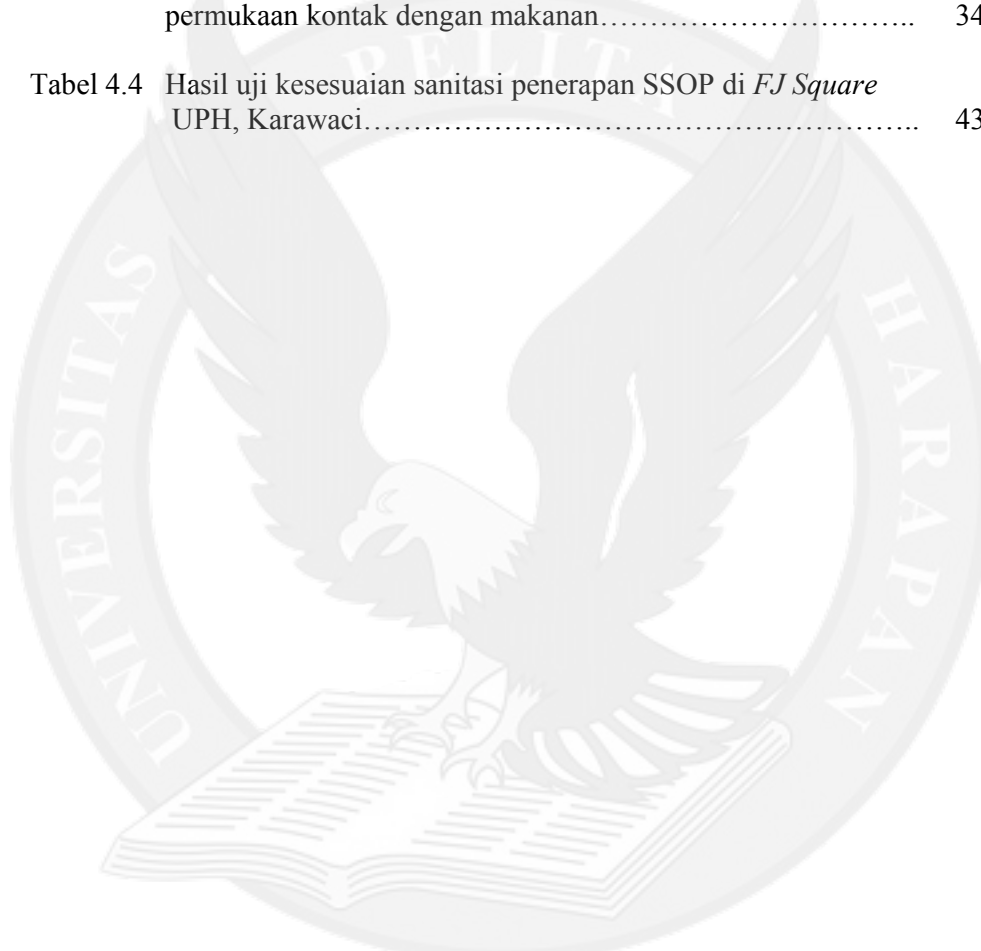 permukaan kontak dengan makanan………………………….. 34
Tabel 4.4 Hasil uji kesesuaian sanitasi penerapan SSOP di FJ Square
UPH, Karawaci…………………………………………….. 43
UNIVERSITAS PELITA HARAPAN